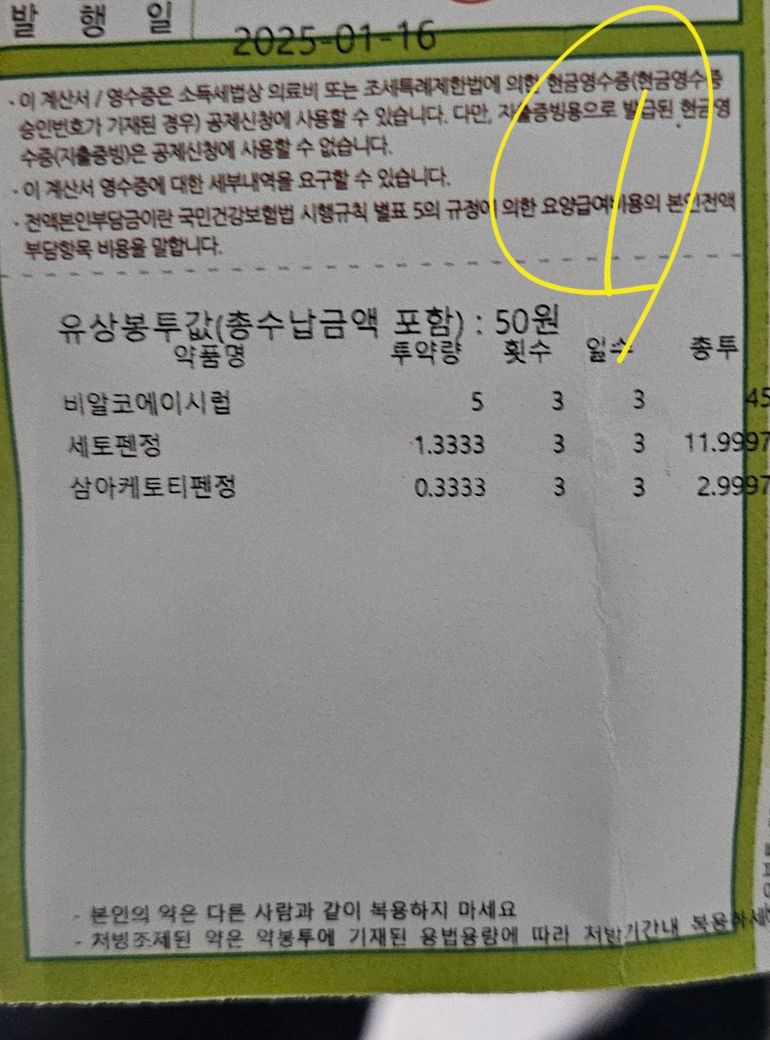 발 행 일
2025-01-16
· 이 계산서 / 영수증은 소득세법상 의료비 또는 조세특례제한법에 의한 현금영수증(현금영수증
승인번호가 기재된 경우) 공제신청에 사용할 수 있습니다. 다만, 지출증빙용으로 발급된 현금영
수증(지출증빙)은 공제신청에 사용할 수 없습니다.
· 이 계산서 영수증에 대한 세부내역을 요구할 수 있습니다.
· 전액본인부담금이란 국민건강보험법 시행규칙 별표 5의 규정에 의한 요양급여비용의 본인전액
부담항목 비용을 말합니다.
유상봉투값(총수납금액 포함) : 50원
약품명 투약량 횟수 일수 총투
비알코에이시럽 5 3 3 45
세토펜정 1.3333 3 3 11.9997
삼아케토티펜정 0.3333 3 3 2.9997
- 본인의 약은 다른 사람과 같이 복용하지 마세요
- 처방조제된 약은 약봉투에 기재된 용법용량에 따라 처방기간내 복용하세